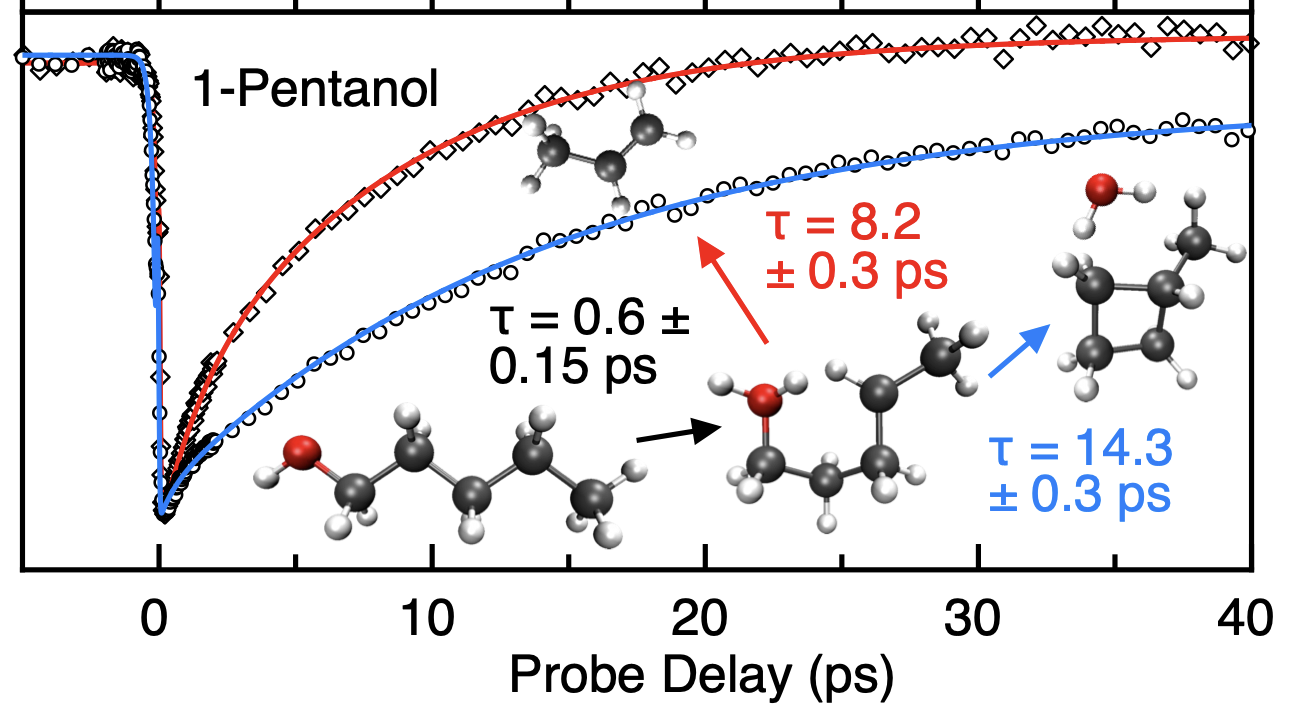 1-Pentanol
τ = 8.2
± 0.3 ps
τ = 0.6 ±
0.15 ps
τ = 14.3
± 0.3 ps
0 10 20 30 40
Probe Delay (ps)